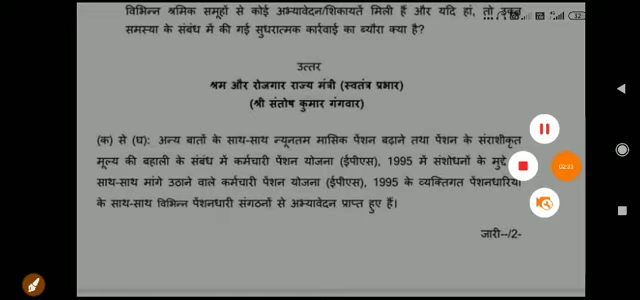 विभिन्न श्रमिक समूहों से कोई अभ्यावेदन/शिकायतें मिली हैं और यदि हां, तो उक्त
समस्या के संबंध में की गई सुधरात्मक कार्रवाई का ब्यौरा क्या है?
उत्तर
श्रम और रोजगार राज्य मंत्री (स्वतंत्र प्रभार)
(श्री संतोष कुमार गंगवार)
(क) से (घ): अन्य बातों के साथ-साथ न्यूनतम मासिक पेंशन बढ़ाने तथा पेंशन के संराशीकृत
मूल्य की बहाली के संबंध में कर्मचारी पेंशन योजना (ईपीएस), 1995 में संशोधनों के मुद्दे
साथ-साथ मांगे उठाने वाले कर्मचारी पेंशन योजना (ईपीएस), 1995 के व्यक्तिगत पेंशनधारियों
के साथ-साथ विभिन्न पेंशनधारी संगठनों से अभ्यावेदन प्राप्त हुए हैं।
जारी--/2-